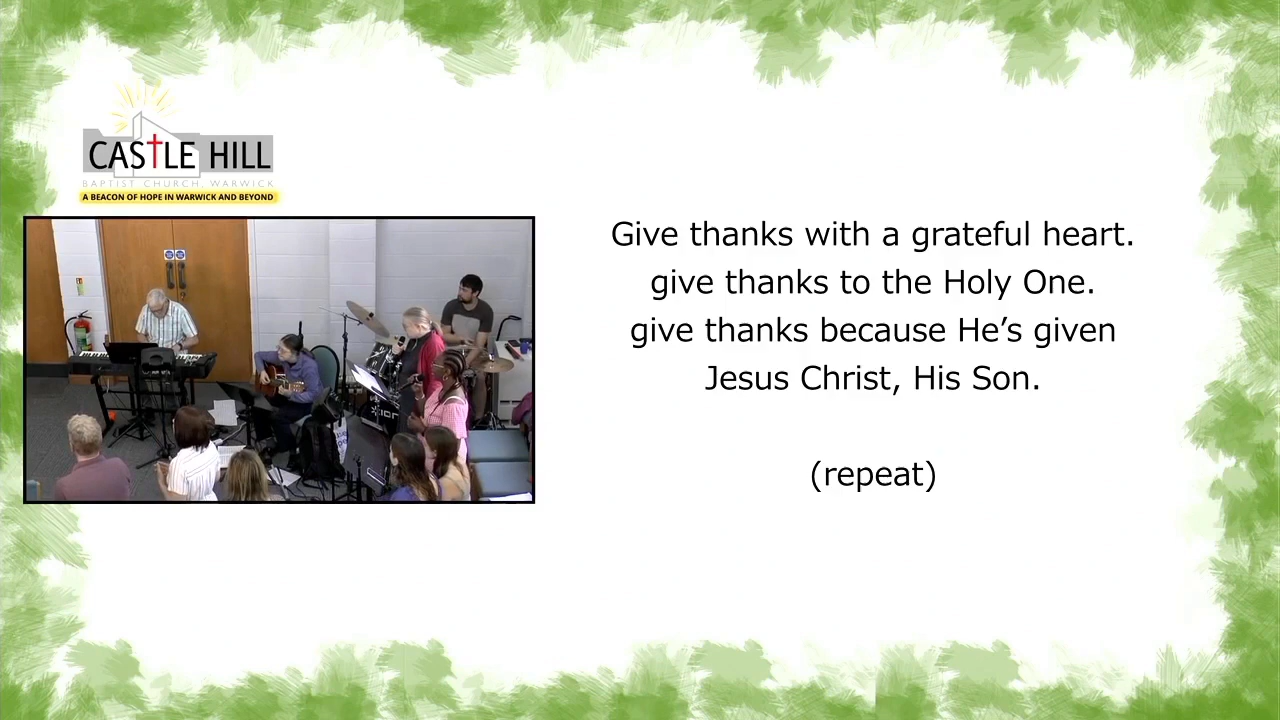 CASTLE HILL
BAPTIST CHURCH, WARWICK
A BEACON OF HOPE IN WARWICK AND BEYOND
Give thanks with a grateful heart.
give thanks to the Holy One.
give thanks because He’s given
Jesus Christ, His Son.
(repeat)